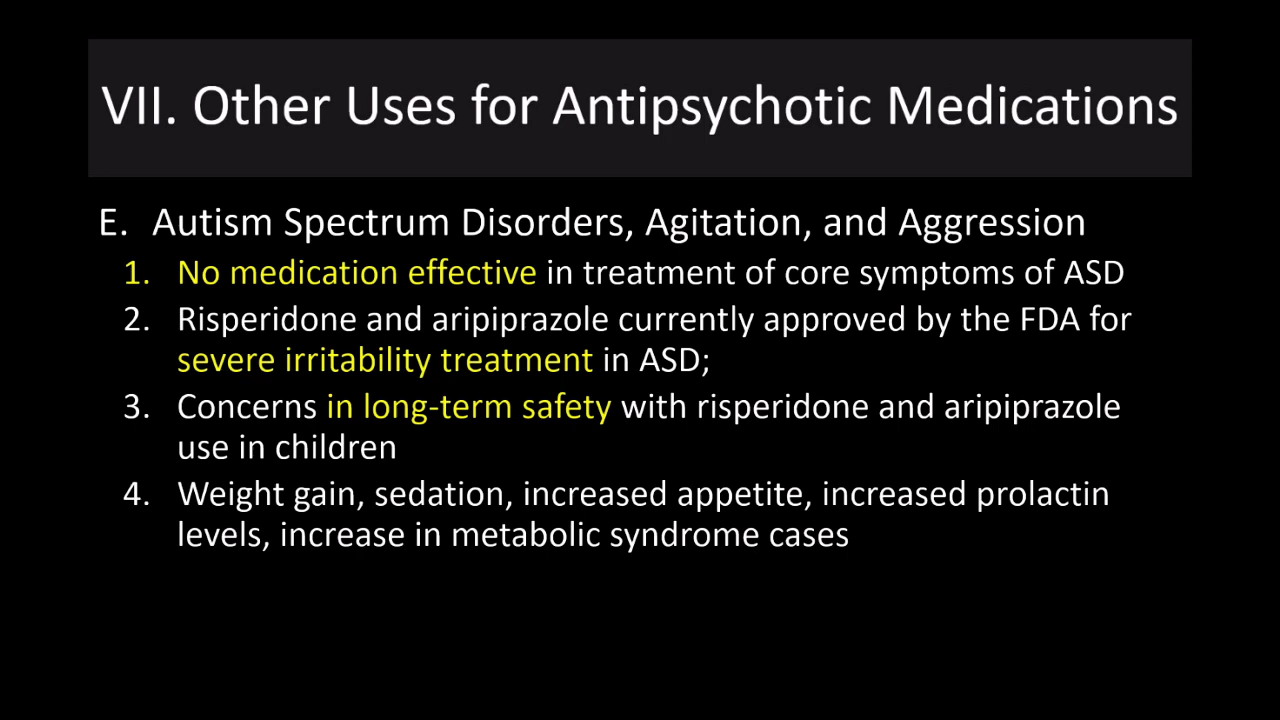 VII. Other Uses for Antipsychotic Medications
E. Autism Spectrum Disorders, Agitation, and Aggression
1. No medication effective in treatment of core symptoms of ASD
2. Risperidone and aripiprazole currently approved by the FDA for
severe irritability treatment in ASD;
3. Concerns in long-term safety with risperidone and aripiprazole
use in children
4. Weight gain, sedation, increased appetite, increased prolactin
levels, increase in metabolic syndrome cases